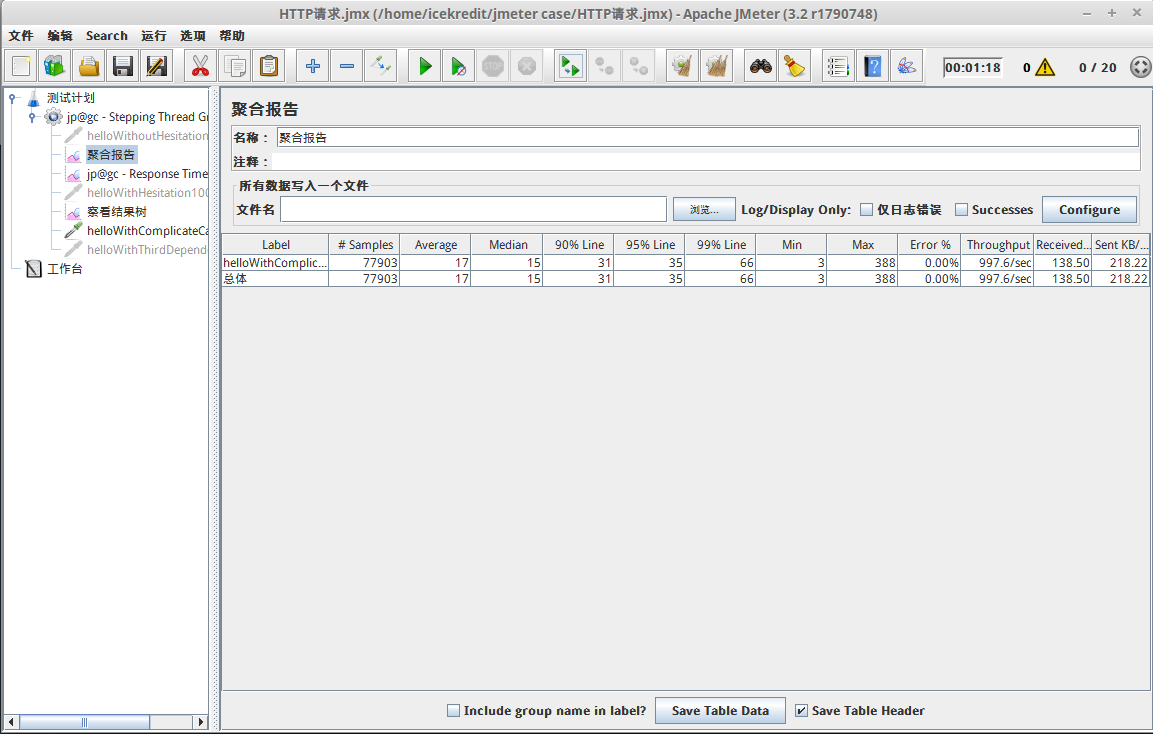 HTTP请求.jmx (/home/icekredit/jmeter case/HTTP请求.jmx) - Apache JMeter (3.2 r1790748)
文件 编辑 Search 运行 选项 帮助
STOP 00:01:18 0 0 / 20
测试计划
jp@gc - Stepping Thread Gr
helloWithoutHesitation
聚合报告
jp@gc - Response Time
helloWithHesitation100
察看结果树
helloWithComplicateCa
helloWithThirdDepend
工作台
聚合报告
名称： 聚合报告
注释：
所有数据写入一个文件
文件名 浏览... Log/Display Only: 仅日志错误 Successes Configure
Label # Samples Average Median 90% Line 95% Line 99% Line Min Max Error % Throughput Received... Sent KB/...
helloWithComplic... 77903 17 15 31 35 66 3 388 0.00% 997.6/sec 138.50 218.22
总体 77903 17 15 31 35 66 3 388 0.00% 997.6/sec 138.50 218.22
Include group name in label? Save Table Data Save Table Header